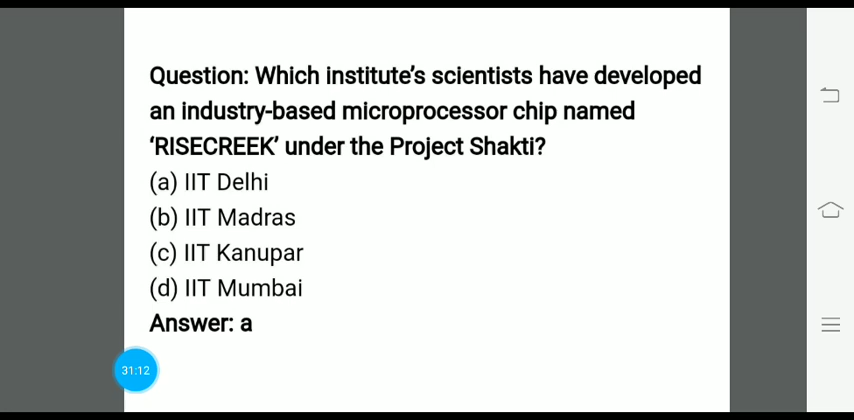 Question: Which institute's scientists have developed
an industry-based microprocessor chip named
‘RISECREEK’ under the Project Shakti?
(a) IIT Delhi
(b) IIT Madras
(c) IIT Kanupar
(d) IIT Mumbai
Answer: a
31:12